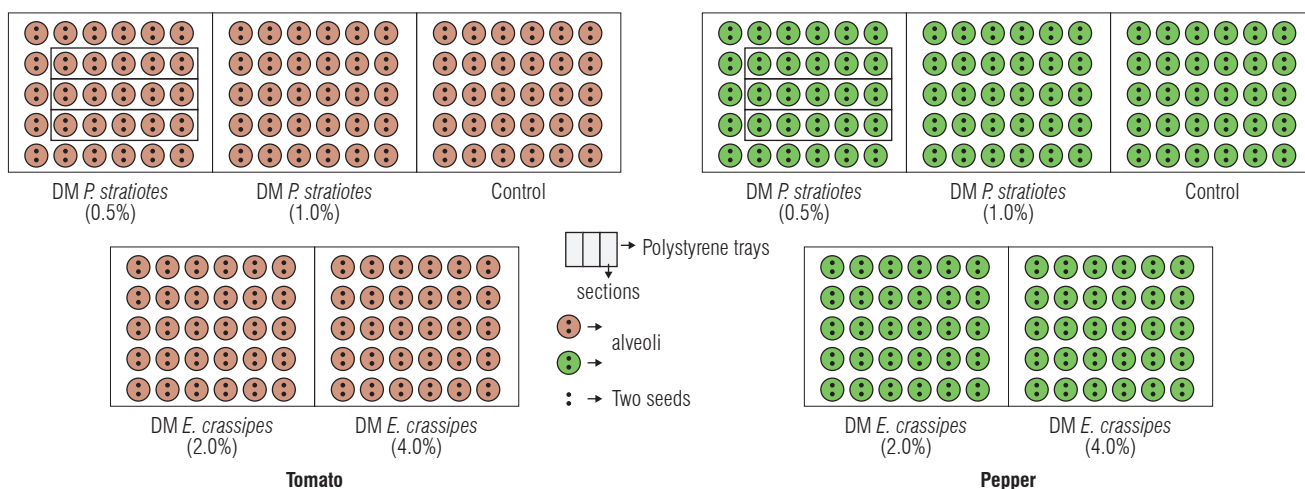 DM P. stratiotes
(0.5%)
DM P. stratiotes
(1.0%)
Control
DM P. stratiotes
(0.5%)
DM P. stratiotes
(1.0%)
Control
Polystyrene trays
sections
alveoli
Two seeds
DM E. crassipes
(2.0%)
DM E. crassipes
(4.0%)
Tomato
DM E. crassipes
(2.0%)
DM E. crassipes
(4.0%)
Pepper